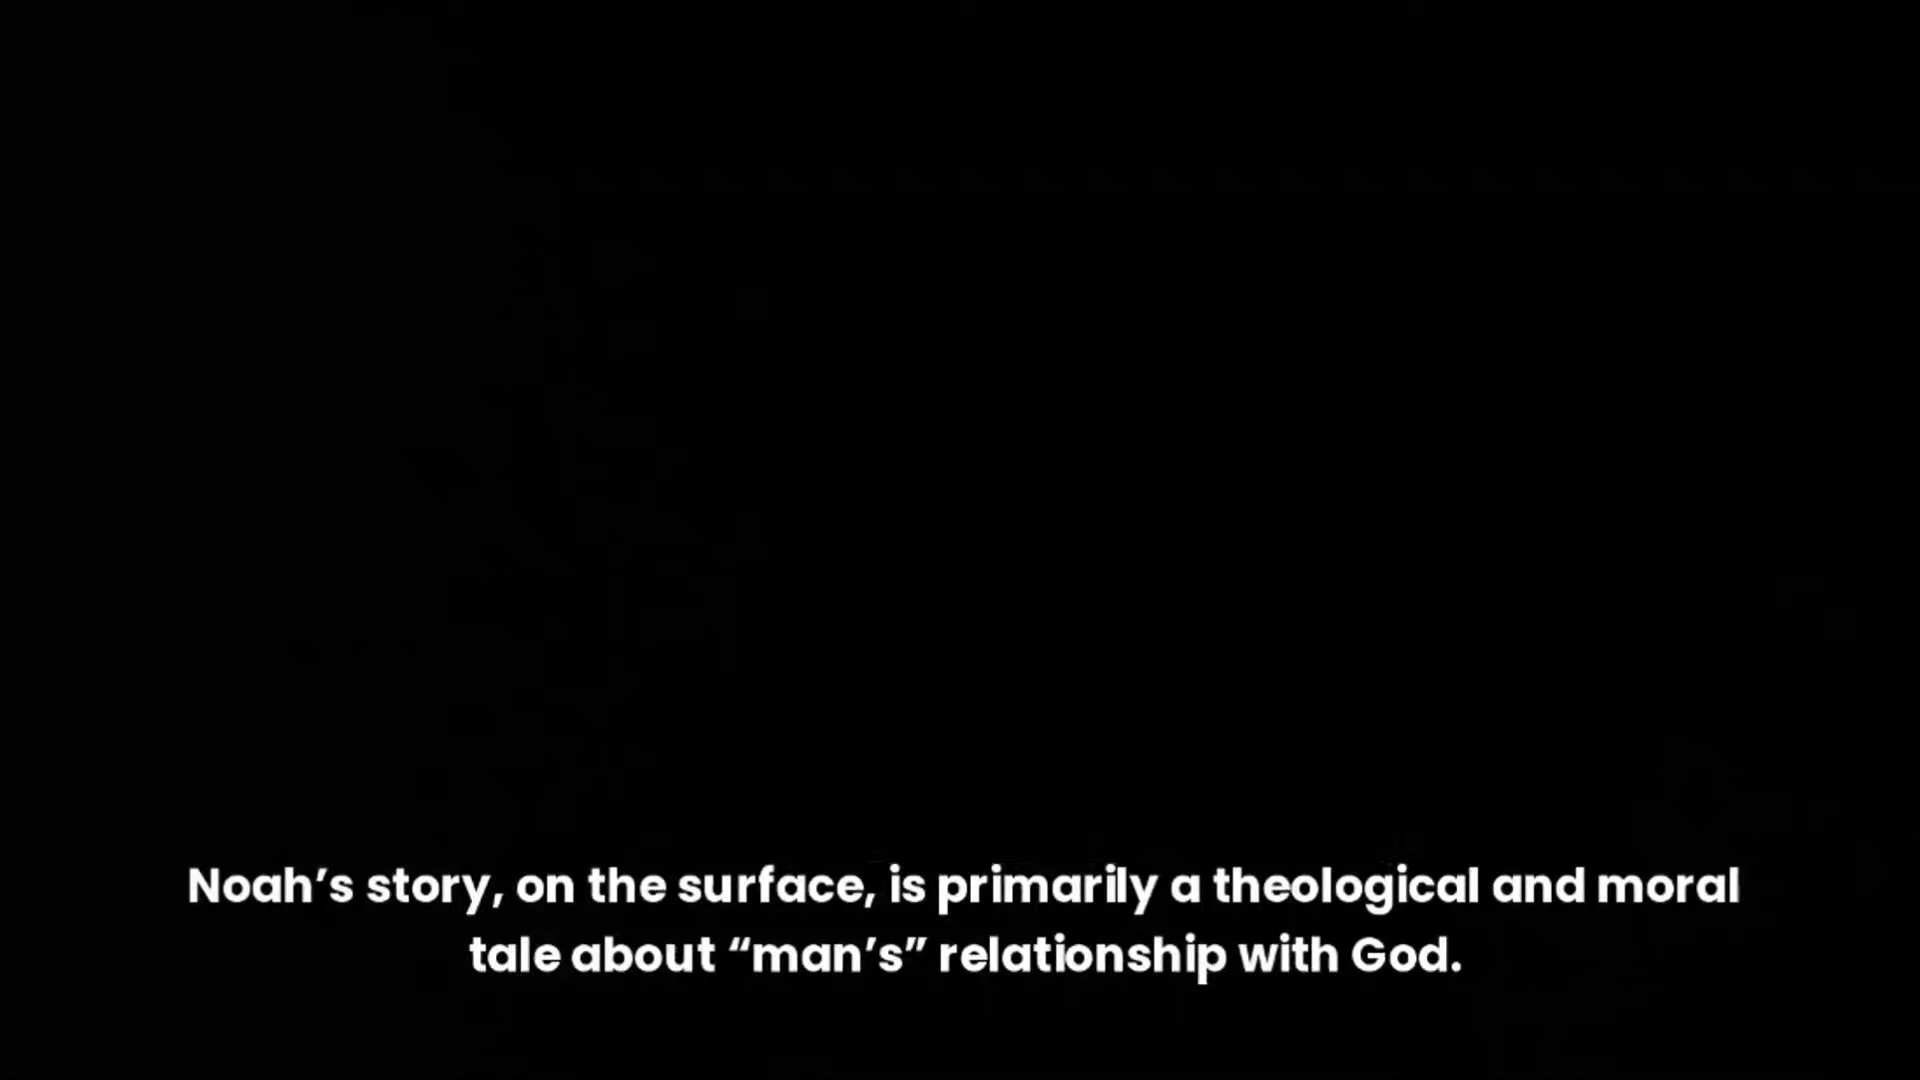 Noah’s story, on the surface, is primarily a theological and moral
tale about “man’s” relationship with God.